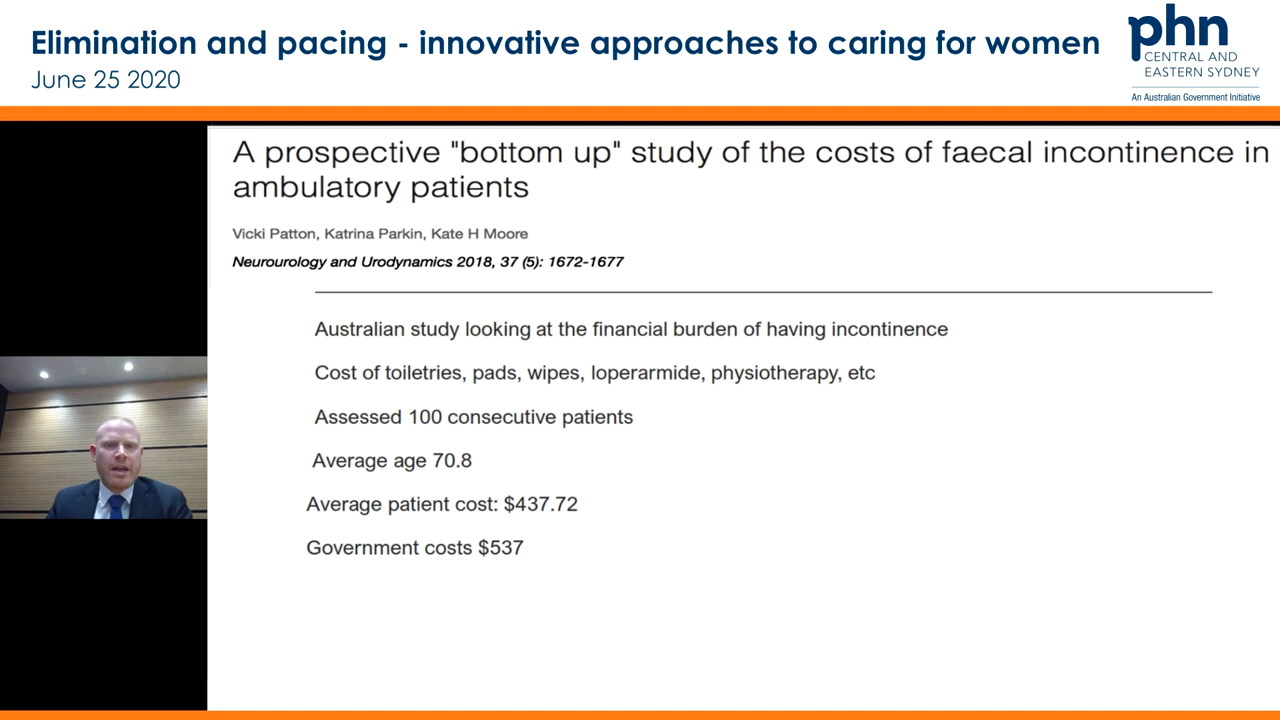 Elimination and pacing - innovative approaches to caring for women
June 25 2020
phn
CENTRAL AND
EASTERN SYDNEY
An Australian Government Initiative
A prospective "bottom up" study of the costs of faecal incontinence in
ambulatory patients
Vicki Patton, Katrina Parkin, Kate H Moore
Neurourology and Urodynamics 2018, 37 (5): 1672-1677
Australian study looking at the financial burden of having incontinence
Cost of toiletries, pads, wipes, loperarmide, physiotherapy, etc
Assessed 100 consecutive patients
Average age 70.8
Average patient cost: $437.72
Government costs $537